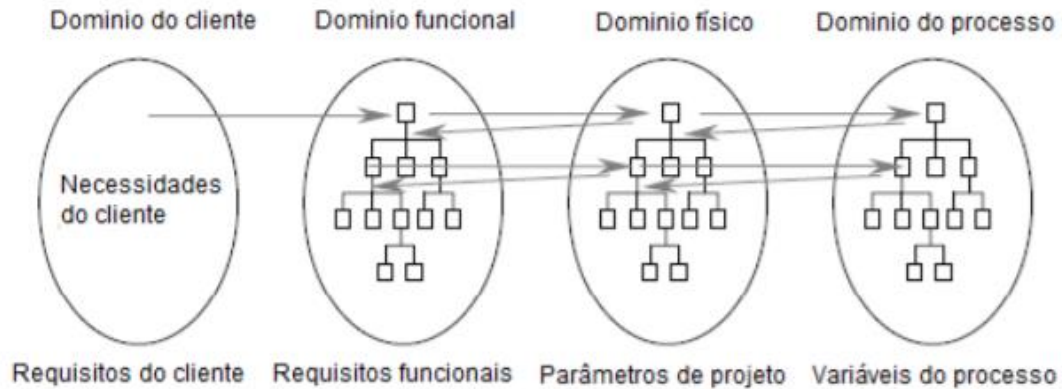 Dominio do cliente
Dominio funcional
Dominio físico
Dominio do processo
Necessidades
do cliente
Requisitos do cliente
Requisitos funcionais
Parâmetros de projeto
Variáveis do processo